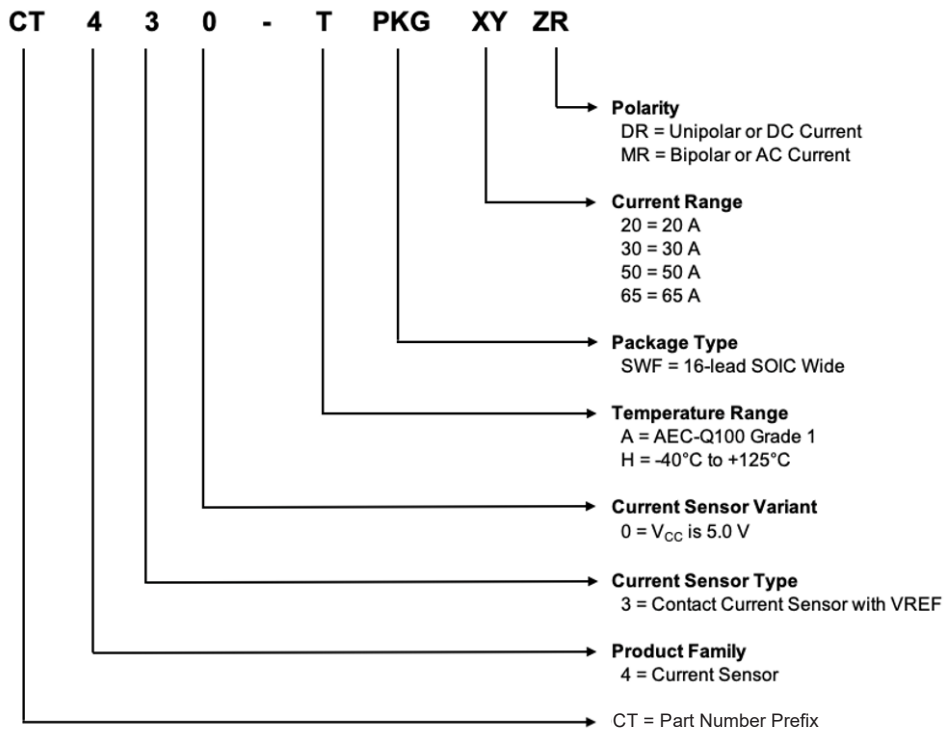 CT 4 3 0 - T PKG XY ZR
Polarity
DR = Unipolar or DC Current
MR = Bipolar or AC Current
Current Range
20 = 20 A
30 = 30 A
50 = 50 A
65 = 65 A
Package Type
SWF = 16-lead SOIC Wide
Temperature Range
A = AEC-Q100 Grade 1
H = -40°C to +125°C
Current Sensor Variant
0 = VCC is 5.0 V
Current Sensor Type
3 = Contact Current Sensor with VREF
Product Family
4 = Current Sensor
CT = Part Number Prefix